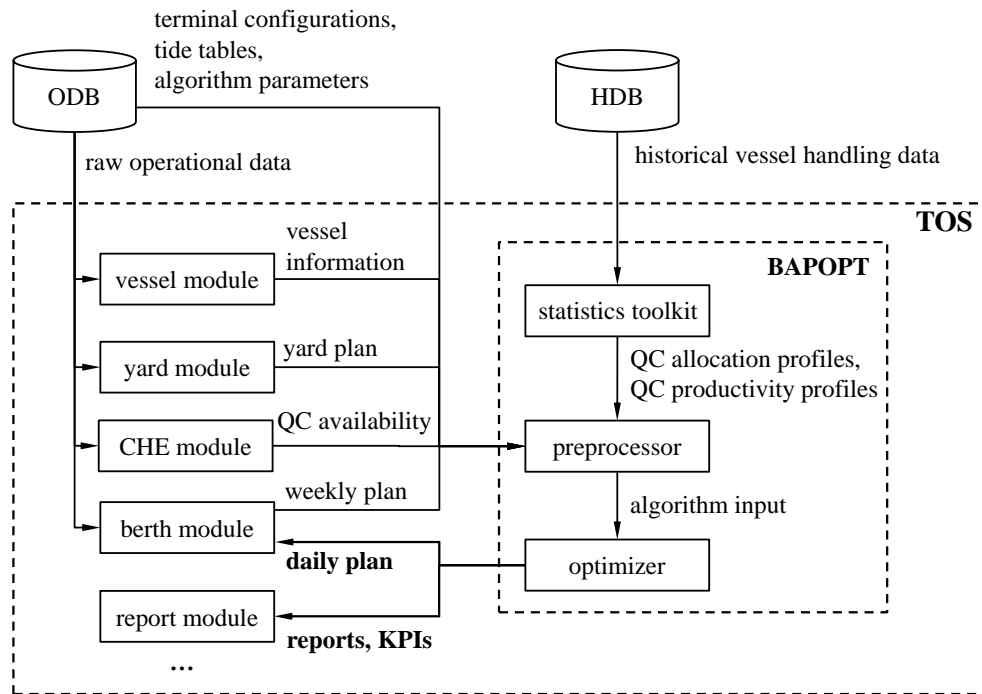 terminal configurations,
tide tables,
algorithm parameters
ODB
HDB
raw operational data
historical vessel handling data
TOS
BAPOPT
vessel
information
vessel module
statistics toolkit
yard plan
yard module
QC allocation profiles,
QC productivity profiles
QC availability
CHE module
preprocessor
weekly plan
berth module
algorithm input
daily plan
optimizer
report module
reports, KPIs
...